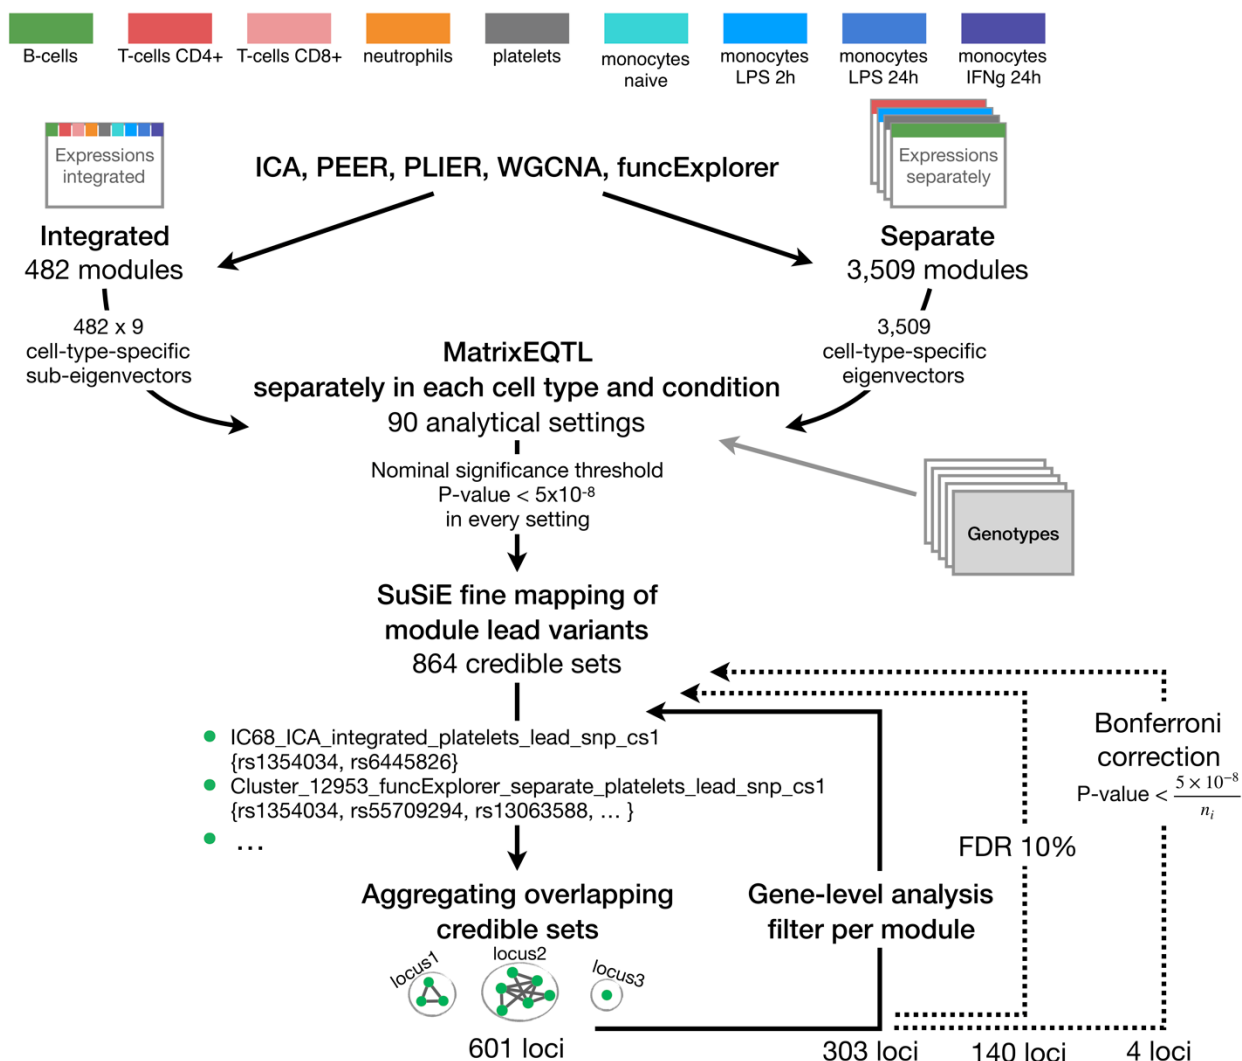 B-cells
T-cells CD4+
T-cells CD8+
neutrophils
platelets
monocytes
naive
monocytes
LPS 2h
monocytes
LPS 24h
monocytes
IFNg 24h
Expressions
integrated
ICA, PEER, PLIER, WGCNA, funcExplorer
Expressions
separately
Integrated
482 modules
Separate
3,509 modules
482 x 9
cell-type-specific
sub-eigenvectors
3,509
cell-type-specific
eigenvectors
MatrixEQTL
separately in each cell type and condition
90 analytical settings
Nominal significance threshold
P-value < 5x10⁻⁸
in every setting
Genotypes
SuSiE fine mapping of
module lead variants
864 credible sets
IC68_ICA_integrated_platelets_lead_snp_cs1
{rs1354034, rs6445826}
Cluster_12953_funcExplorer_separate_platelets_lead_snp_cs1
{rs1354034, rs55709294, rs13063588, ... }
...
Bonferroni
correction
P-value < 5 × 10⁻⁸ / nᵢ
FDR 10%
Gene-level analysis
filter per module
Aggregating overlapping
credible sets
locus1
locus2
locus3
601 loci
303 loci
140 loci
4 loci